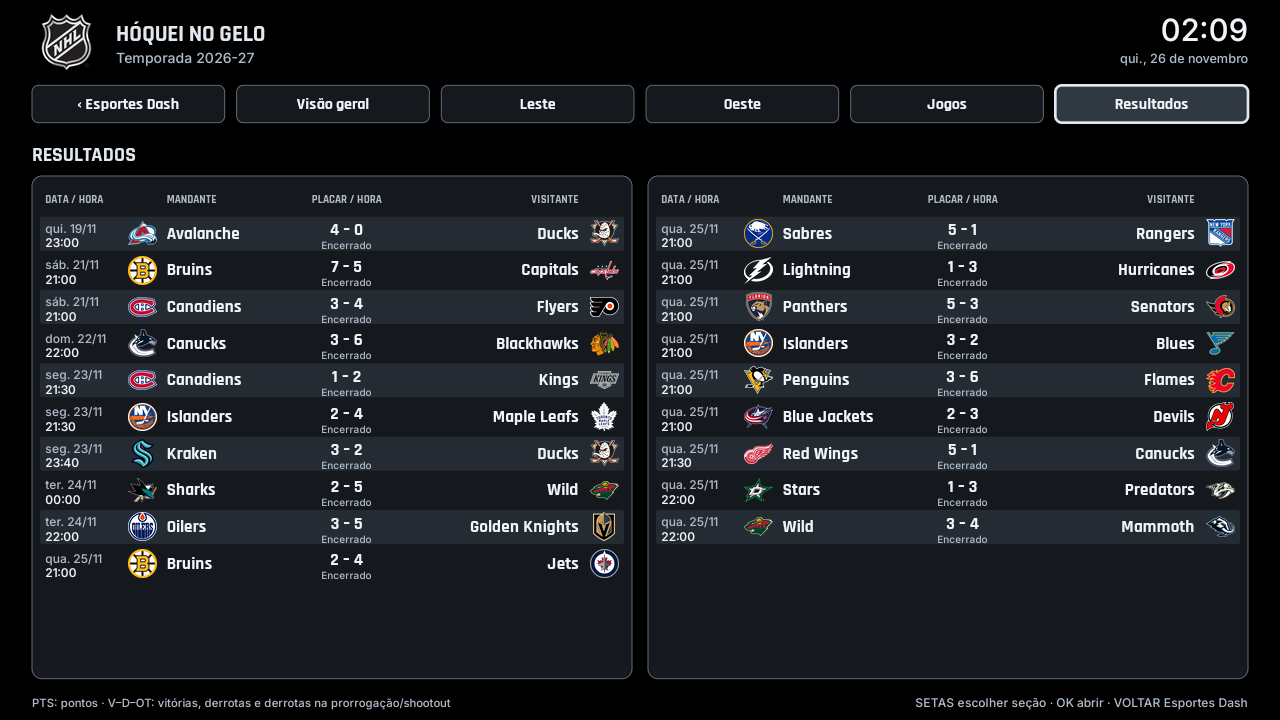 NHL
HÓQUEI NO GELO
Temporada 2026-27
02:09
qui., 26 de novembro
‹ Esportes Dash
Visão geral
Leste
Oeste
Jogos
Resultados
RESULTADOS
DATA / HORA MANDANTE PLACAR / HORA VISITANTE
qui. 19/11 23:00 Avalanche 4 – 0 Encerrado Ducks
sáb. 21/11 21:00 Bruins 7 – 5 Encerrado Capitals
sáb. 21/11 21:00 Canadiens 3 – 4 Encerrado Flyers
dom. 22/11 22:00 Canucks 3 – 6 Encerrado Blackhawks
seg. 23/11 21:30 Canadiens 1 – 2 Encerrado Kings
seg. 23/11 21:30 Islanders 2 – 4 Encerrado Maple Leafs
seg. 23/11 23:40 Kraken 3 – 2 Encerrado Ducks
ter. 24/11 00:00 Sharks 2 – 5 Encerrado Wild
ter. 24/11 22:00 Oilers 3 – 5 Encerrado Golden Knights
qua. 25/11 21:00 Bruins 2 – 4 Encerrado Jets
DATA / HORA MANDANTE PLACAR / HORA VISITANTE
qua. 25/11 21:00 Sabres 5 – 1 Encerrado Rangers
qua. 25/11 21:00 Lightning 1 – 3 Encerrado Hurricanes
qua. 25/11 21:00 Panthers 5 – 3 Encerrado Senators
qua. 25/11 21:00 Islanders 3 – 2 Encerrado Blues
qua. 25/11 21:00 Penguins 3 – 6 Encerrado Flames
qua. 25/11 21:00 Blue Jackets 2 – 3 Encerrado Devils
qua. 25/11 21:30 Red Wings 5 – 1 Encerrado Canucks
qua. 25/11 22:00 Stars 1 – 3 Encerrado Predators
qua. 25/11 22:00 Wild 3 – 4 Encerrado Mammoth
PTS: pontos · V–D–OT: vitórias, derrotas e derrotas na prorrogação/shootout
SETAS escolher seção · OK abrir · VOLTAR Esportes Dash